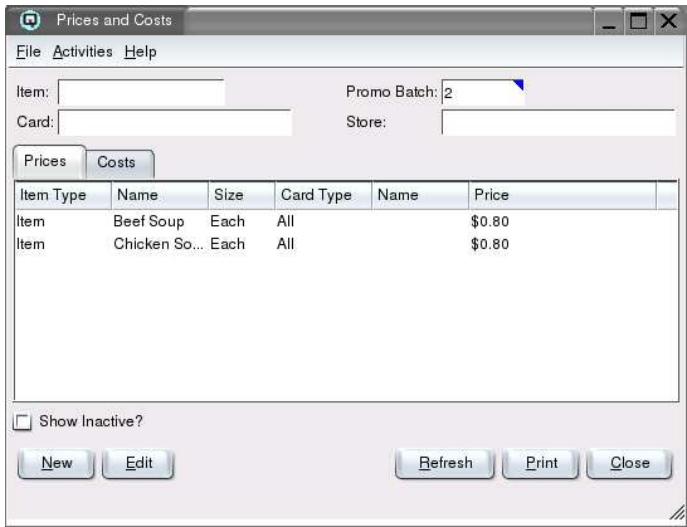 Prices and Costs
File Activities Help
Item: Promo Batch: 2
Card: Store:
Prices Costs
Item Type Name Size Card Type Name Price
Item Beef Soup Each All $0.80
Item Chicken So... Each All $0.80
Show Inactive?
New Edit Refresh Print Close